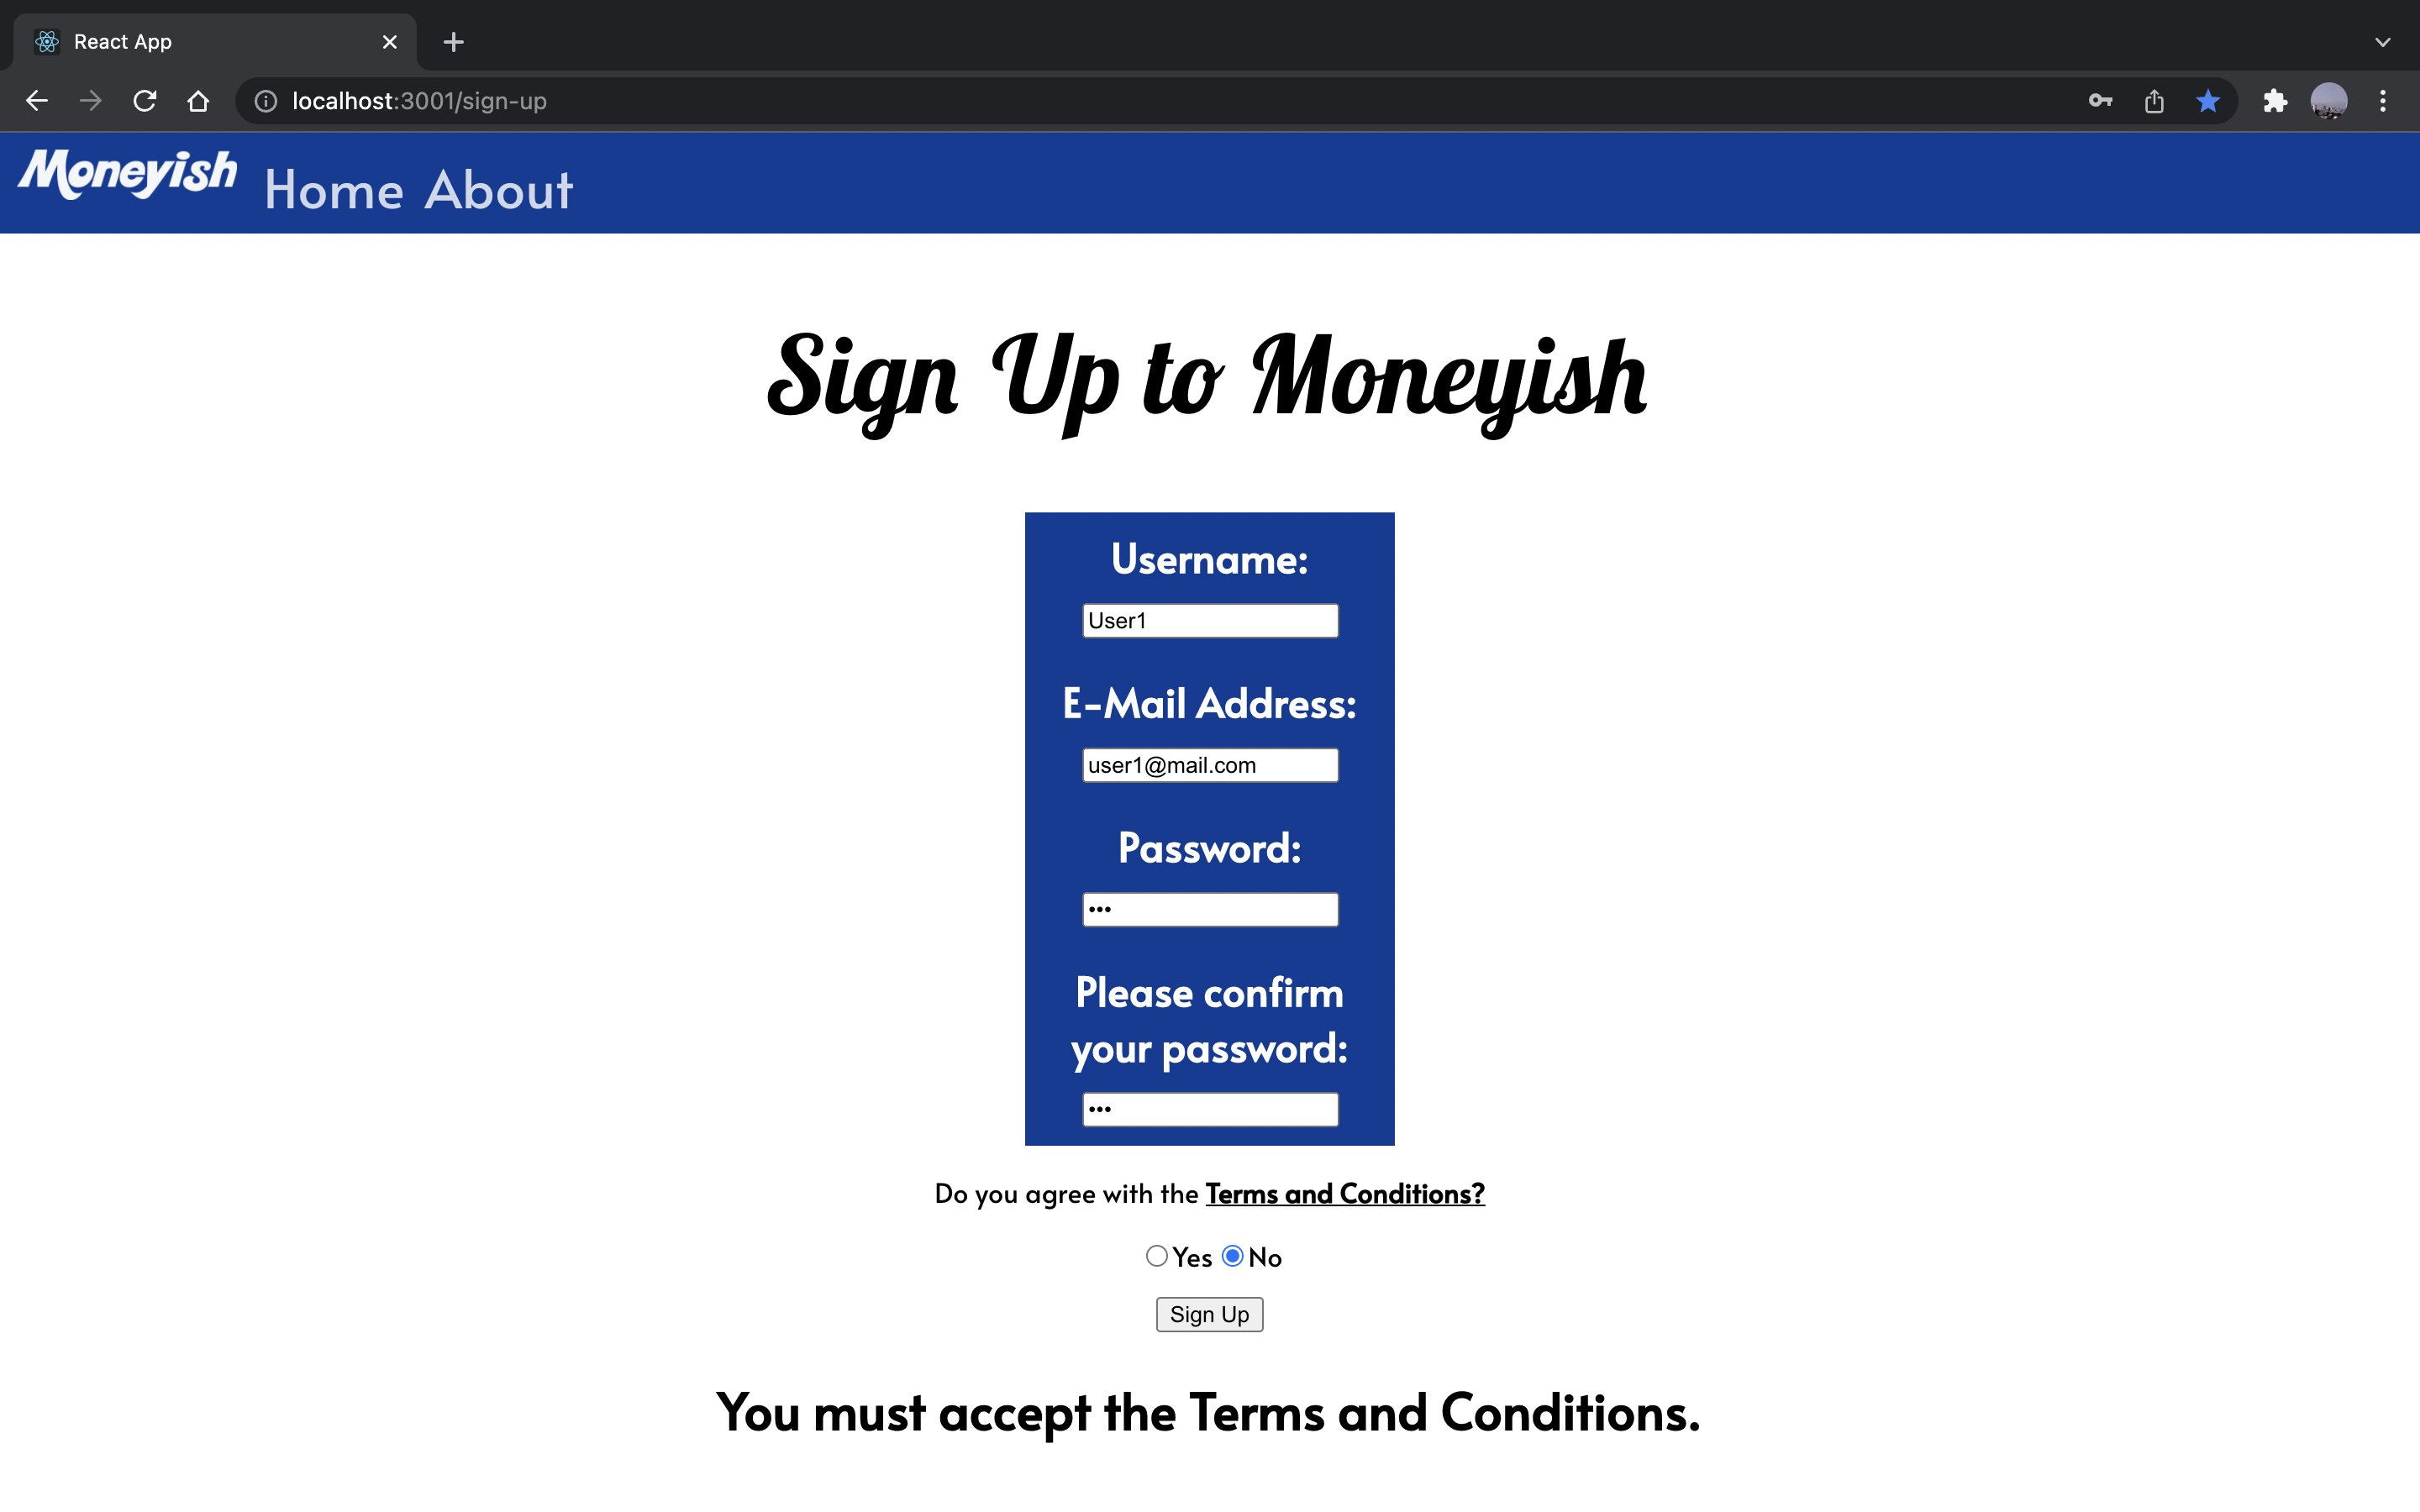 React App
localhost:3001/sign-up
Moneyish Home About
Sign Up to Moneyish
Username:
User1
E-Mail Address:
user1@mail.com
Password:
•••
Please confirm
your password:
•••
Do you agree with the Terms and Conditions?
Yes No
Sign Up
You must accept the Terms and Conditions.